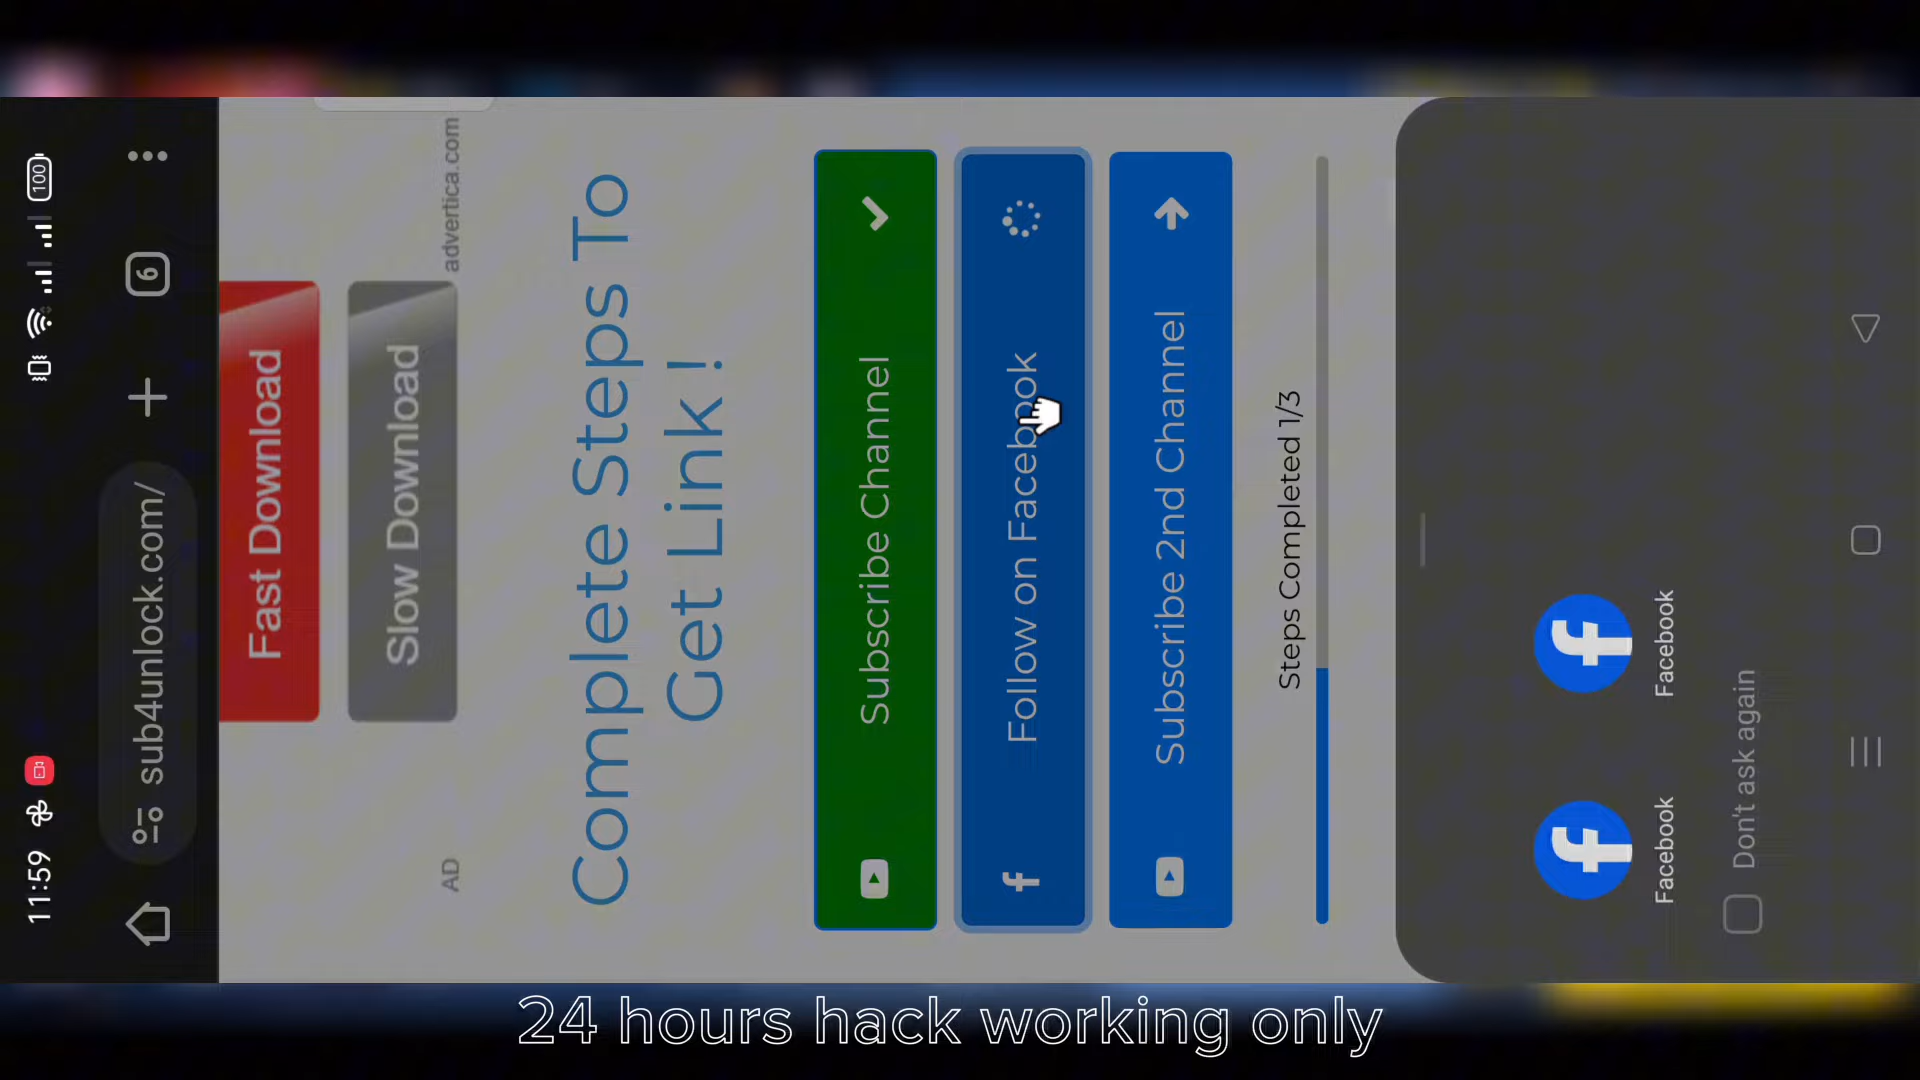 11:59
100
sub4unlock.com/
6
Fast Download
Slow Download
AD
advertica.com
Complete Steps To
Get Link !
Subscribe Channel
Follow on Facebook
Subscribe 2nd Channel
Steps Completed 1/3
Facebook
Facebook
Don't ask again
24 hours hack working only